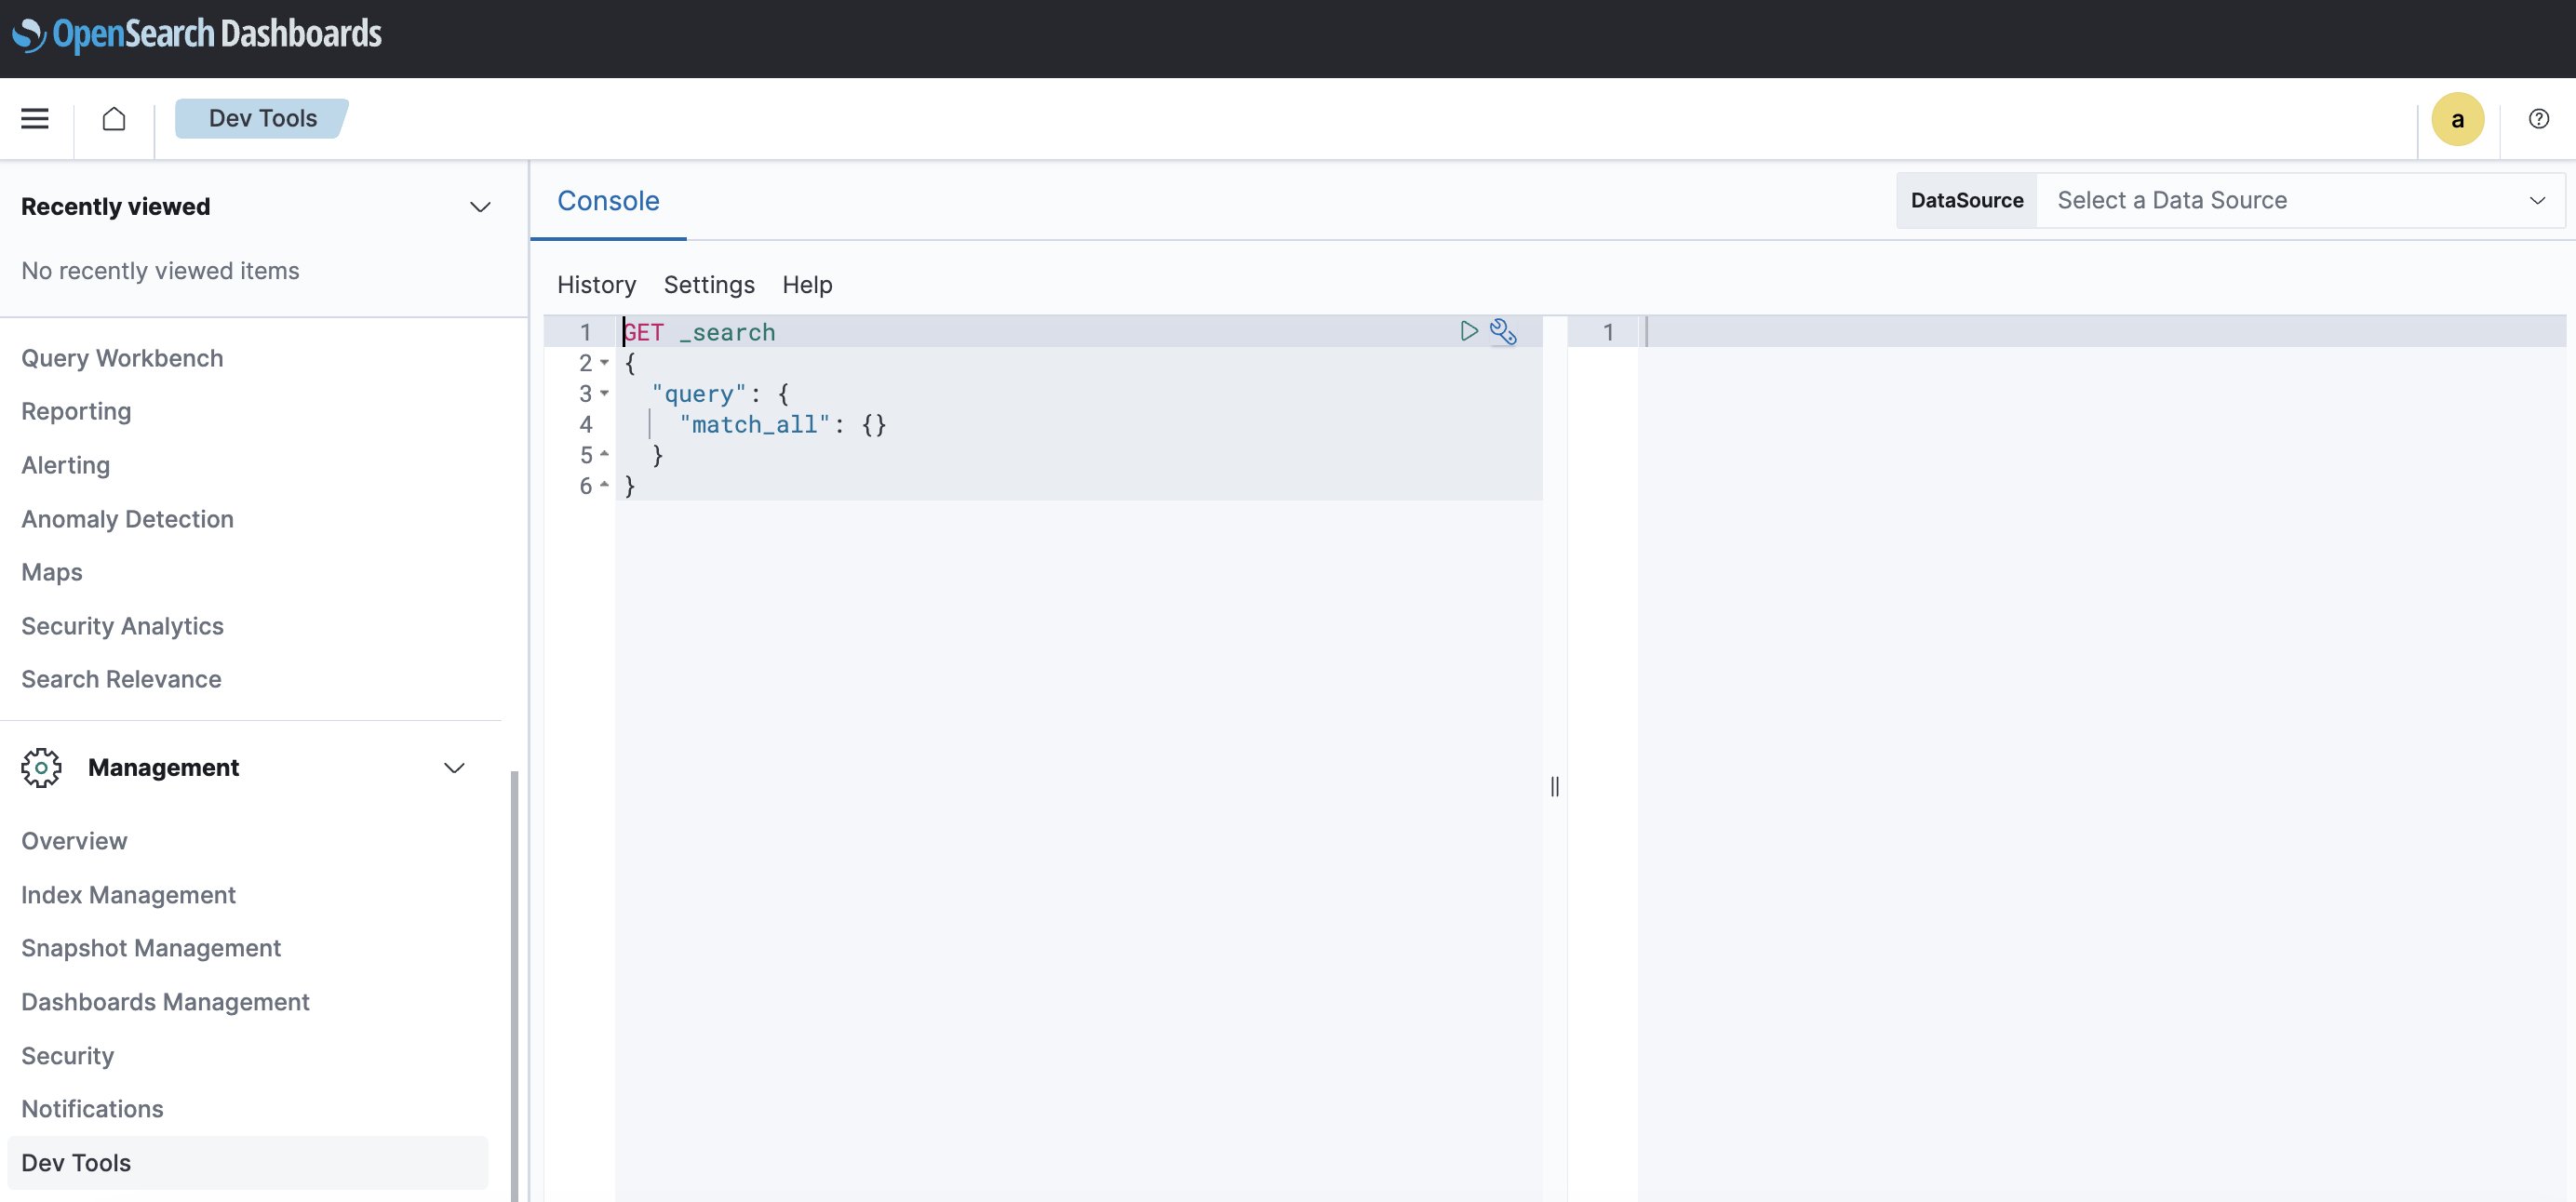 OpenSearch Dashboards
Dev Tools
a
Recently viewed
No recently viewed items
Query Workbench
Reporting
Alerting
Anomaly Detection
Maps
Security Analytics
Search Relevance
Management
Overview
Index Management
Snapshot Management
Dashboards Management
Security
Notifications
Dev Tools
Console
DataSource Select a Data Source
History Settings Help
1 GET _search
2 {
3 "query": {
4 "match_all": {}
5 }
6 }
1